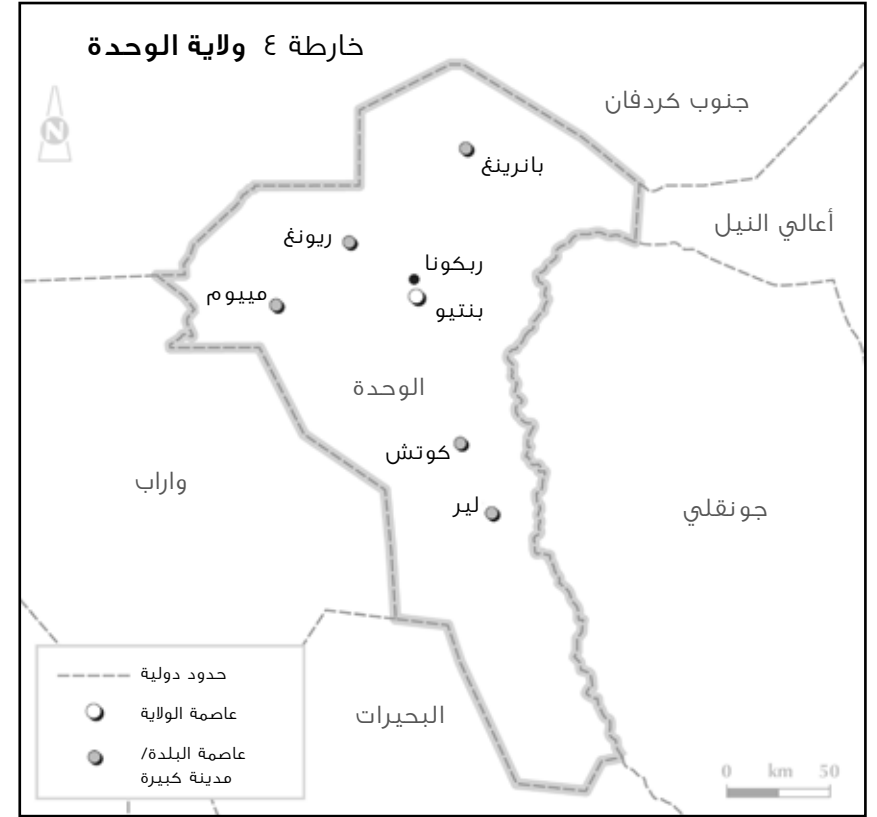 خارطة ٤ ولاية الوحدة
N
جنوب كردفان
بانرينغ
أعالي النيل
ريونغ
ربكونا
مييوم
بنتيو
الوحدة
كوتش
واراب
لير
جونقلي
حدود دولية
عاصمة الولاية
البحيرات
عاصمة البلدة/
مدينة كبيرة
0 km 50